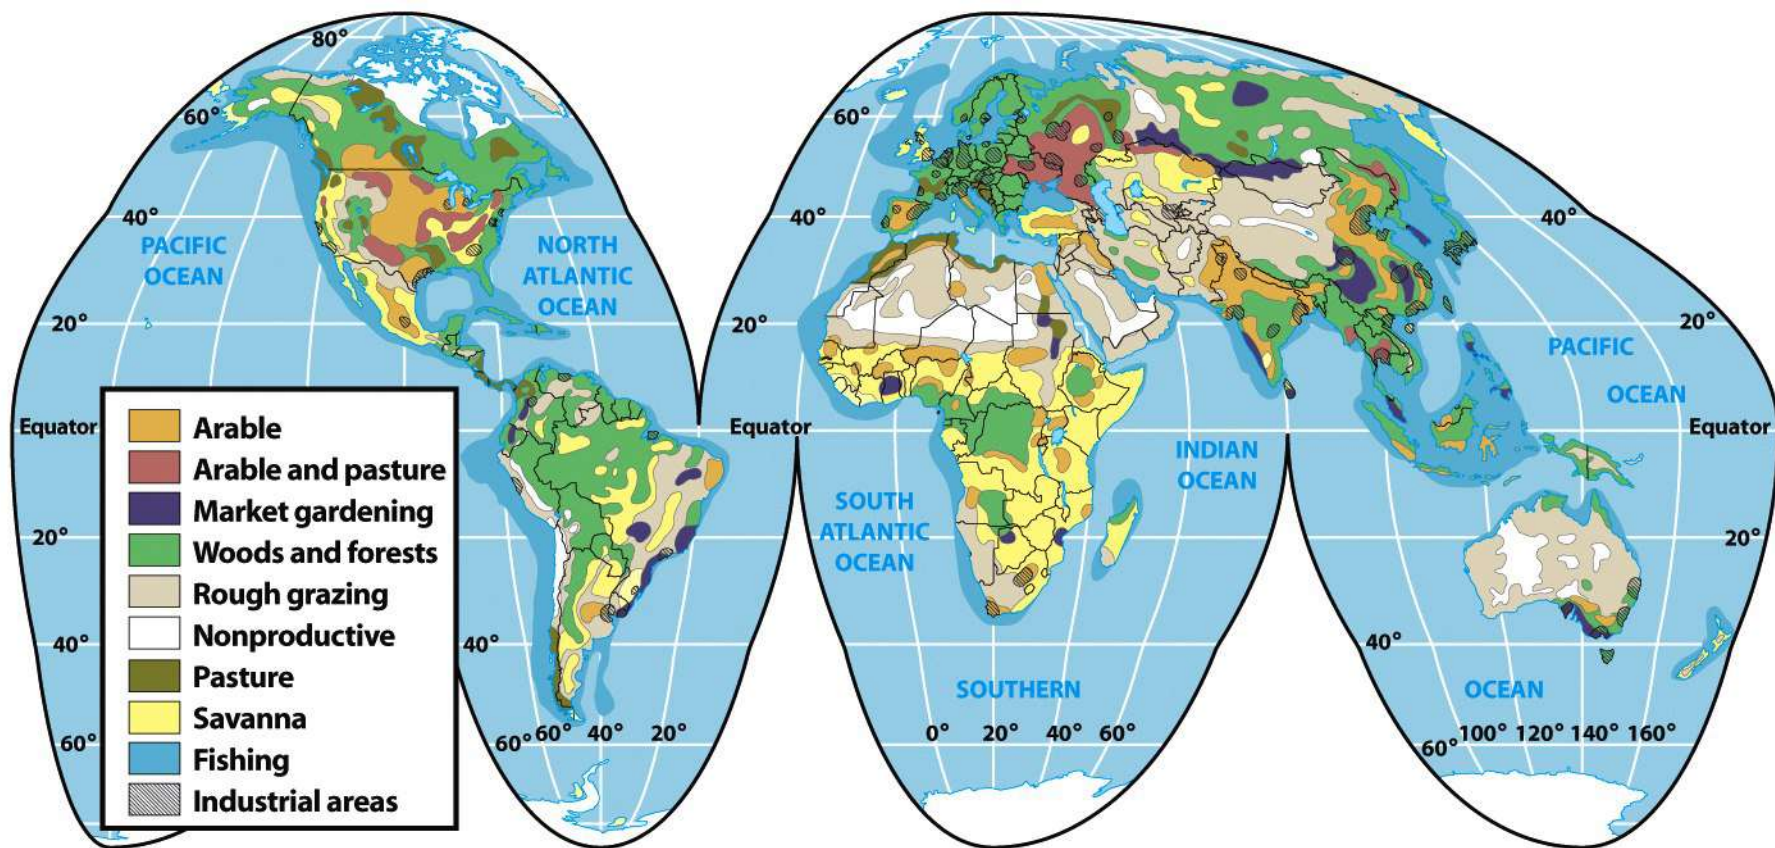 80°
60°
60°
40°
40°
40°
PACIFIC
OCEAN
NORTH
ATLANTIC
OCEAN
20°
20°
20°
PACIFIC
OCEAN
Equator
Equator
Equator
INDIAN
OCEAN
SOUTH
ATLANTIC
OCEAN
20°
20°
40°
40°
40°
SOUTHERN
OCEAN
60°
60°
60°
40°
20°
0°
20°
40°
60°
60°
100°
120°
140°
160°
Arable
Arable and pasture
Market gardening
Woods and forests
Rough grazing
Nonproductive
Pasture
Savanna
Fishing
Industrial areas